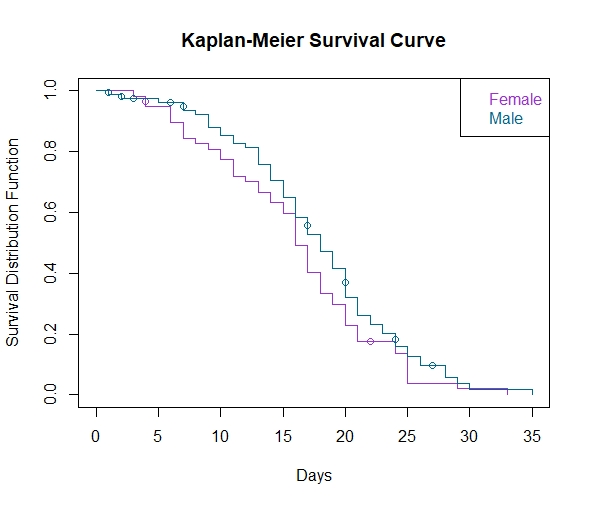 Kaplan-Meier Survival Curve
Female
Male
Survival Distribution Function
1.0
0.8
0.6
0.4
0.2
0.0
0 5 10 15 20 25 30 35
Days